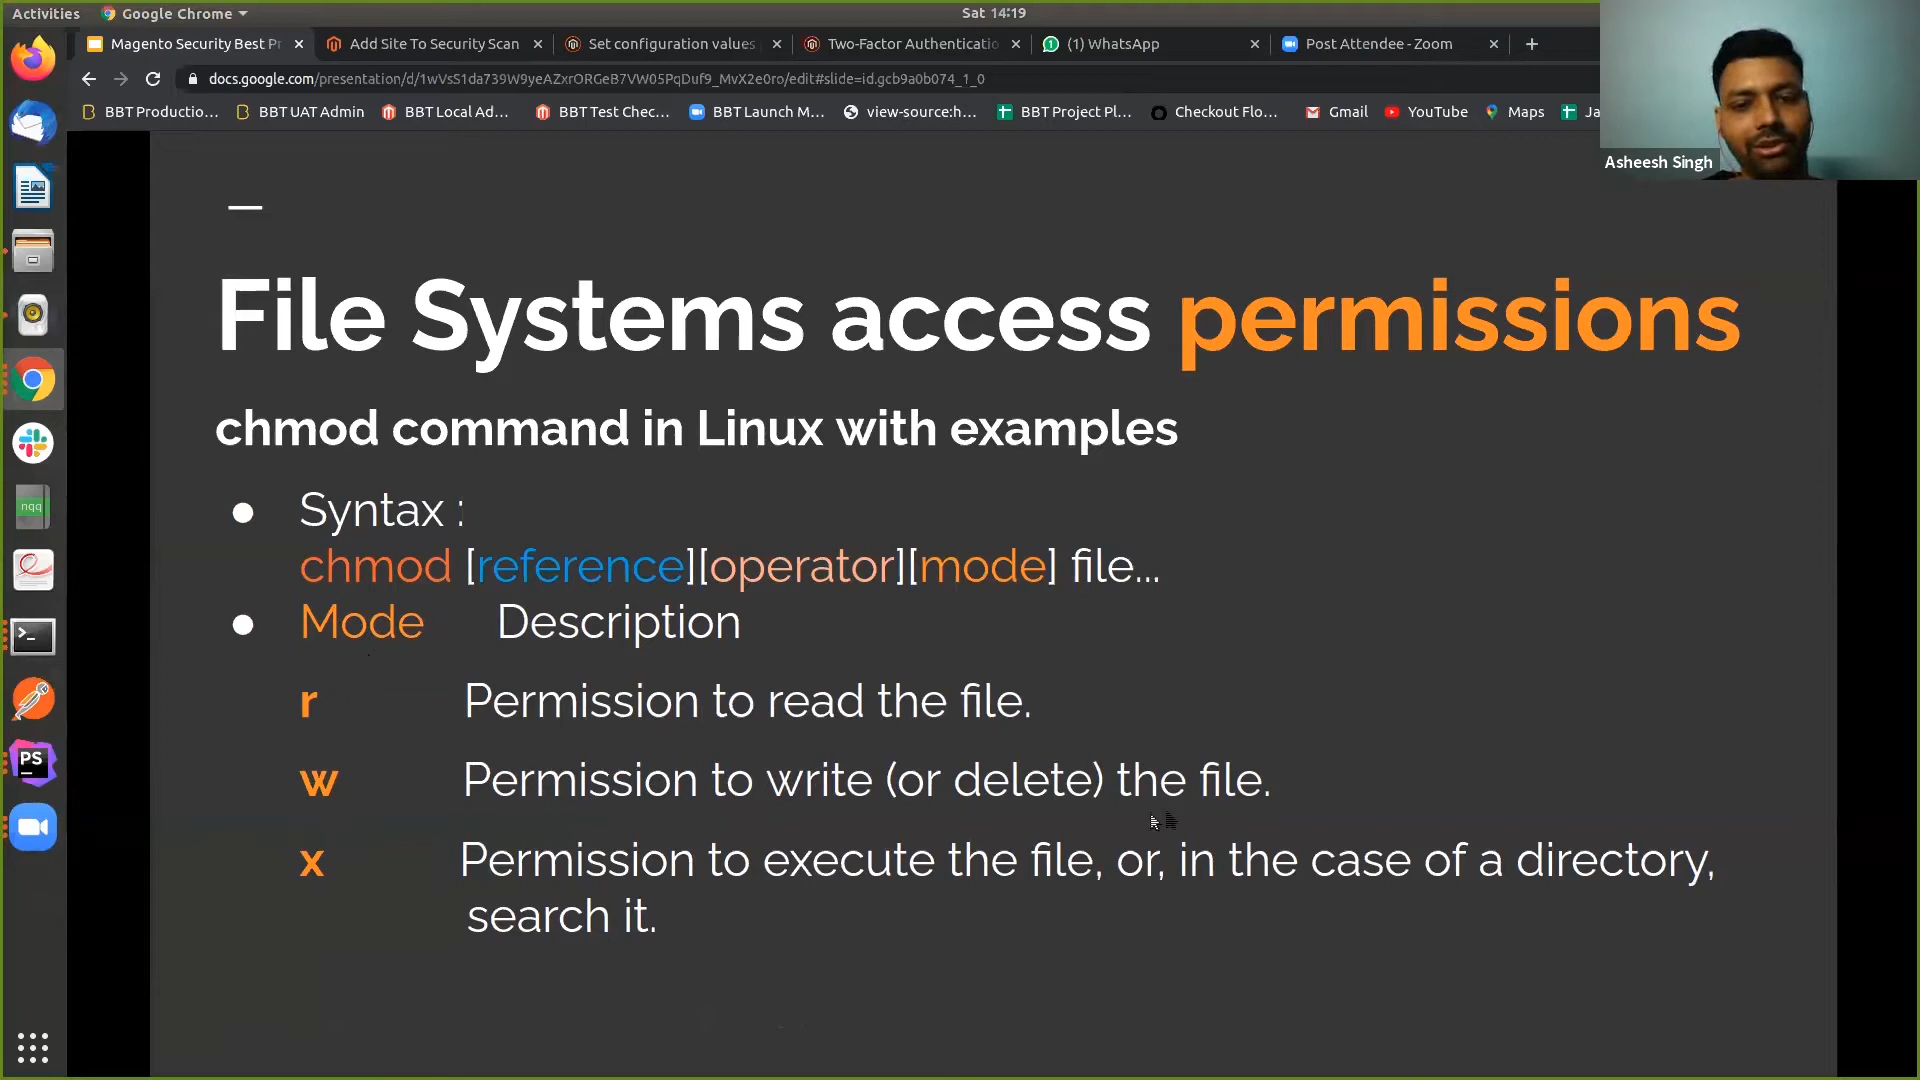 Activities
Google Chrome
Sat 14:19
Magento Security Best Pr
Add Site To Security Scan
Set configuration values
Two-Factor Authenticatio
(1) WhatsApp
Post Attendee - Zoom
docs.google.com/presentation/d/1wVsS1da739W9yeAZxrORGeB7VW05PqDuf9_MvX2e0ro/edit#slide=id.gcb9a0b074_1_0
BBT Productio...
BBT UAT Admin
BBT Local Ad...
BBT Test Chec...
BBT Launch M...
view-source:h...
BBT Project Pl...
Checkout Flo...
Gmail
YouTube
Maps
Ja
Asheesh Singh
File Systems access permissions
chmod command in Linux with examples
● Syntax :
chmod [reference][operator][mode] file...
● Mode Description
r Permission to read the file.
w Permission to write (or delete) the file.
x Permission to execute the file, or, in the case of a directory,
search it.
nqq
PS